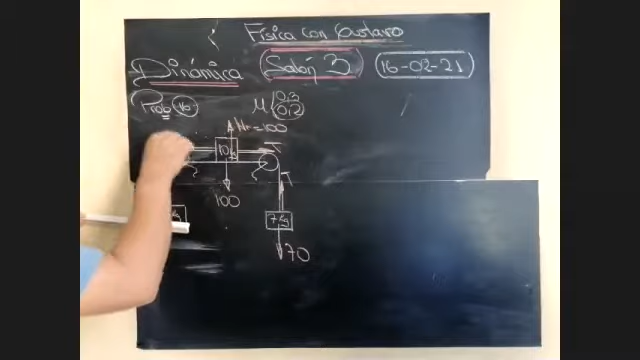 Física con Gustavo
Dinámica Salón 3 16-02-21
Prob 16 μ 0,3
0,2
N=100
10kg T
T
100
7kg
70